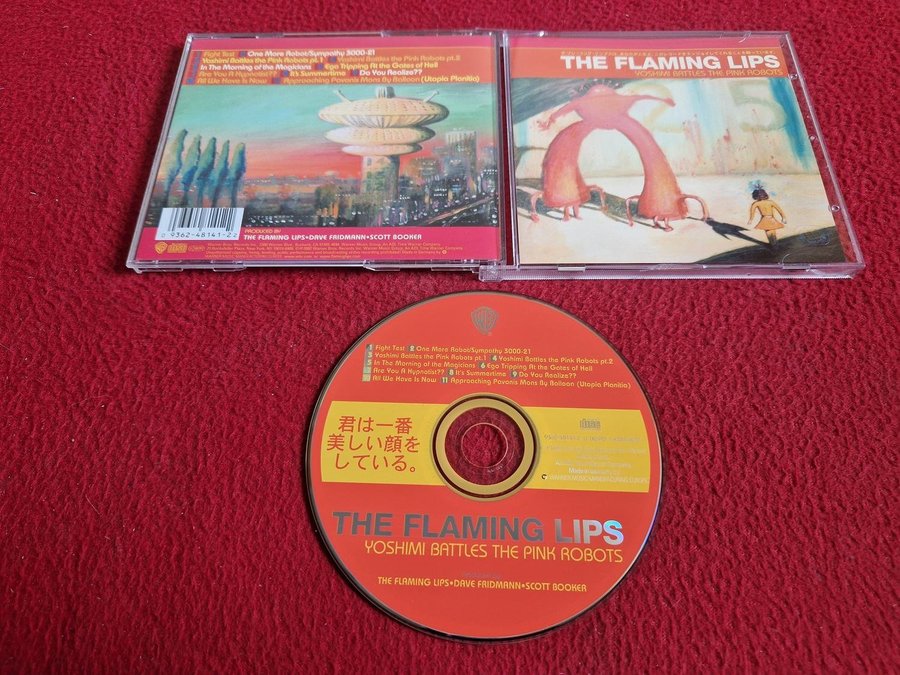 Fight Test 2 One More Robot/Sympathy 3000-21
Yoshimi Battles the Pink Robots pt.1 Yoshimi Battles the Pink Robots pt.2
In The Morning of the Magicians Ego Tripping At the Gates of Hell
Are You A Hypnotist?? It's Summertime Do You Realize??
All We Have Is Now Approaching Pavonis Mons By Balloon (Utopia Planitia)
0 9362-48141-2 2
PRODUCED BY
THE FLAMING LIPS•DAVE FRIDMANN•SCOTT BOOKER
THE FLAMING LIPS
YOSHIMI BATTLES THE PINK ROBOTS
1 Fight Test 2 One More Robot/Sympathy 3000-21
3 Yoshimi Battles the Pink Robots pt.1 4 Yoshimi Battles the Pink Robots pt.2
5 In The Morning of the Magicians 6 Ego Tripping At the Gates of Hell
7 Are You A Hypnotist?? 8 It's Summertime 9 Do You Realize??
10 All We Have Is Now 11 Approaching Pavonis Mons By Balloon (Utopia Planitia)
君は一番
美しい顔を
している。
THE FLAMING LIPS
YOSHIMI BATTLES THE PINK ROBOTS
THE FLAMING LIPS•DAVE FRIDMANN•SCOTT BOOKER